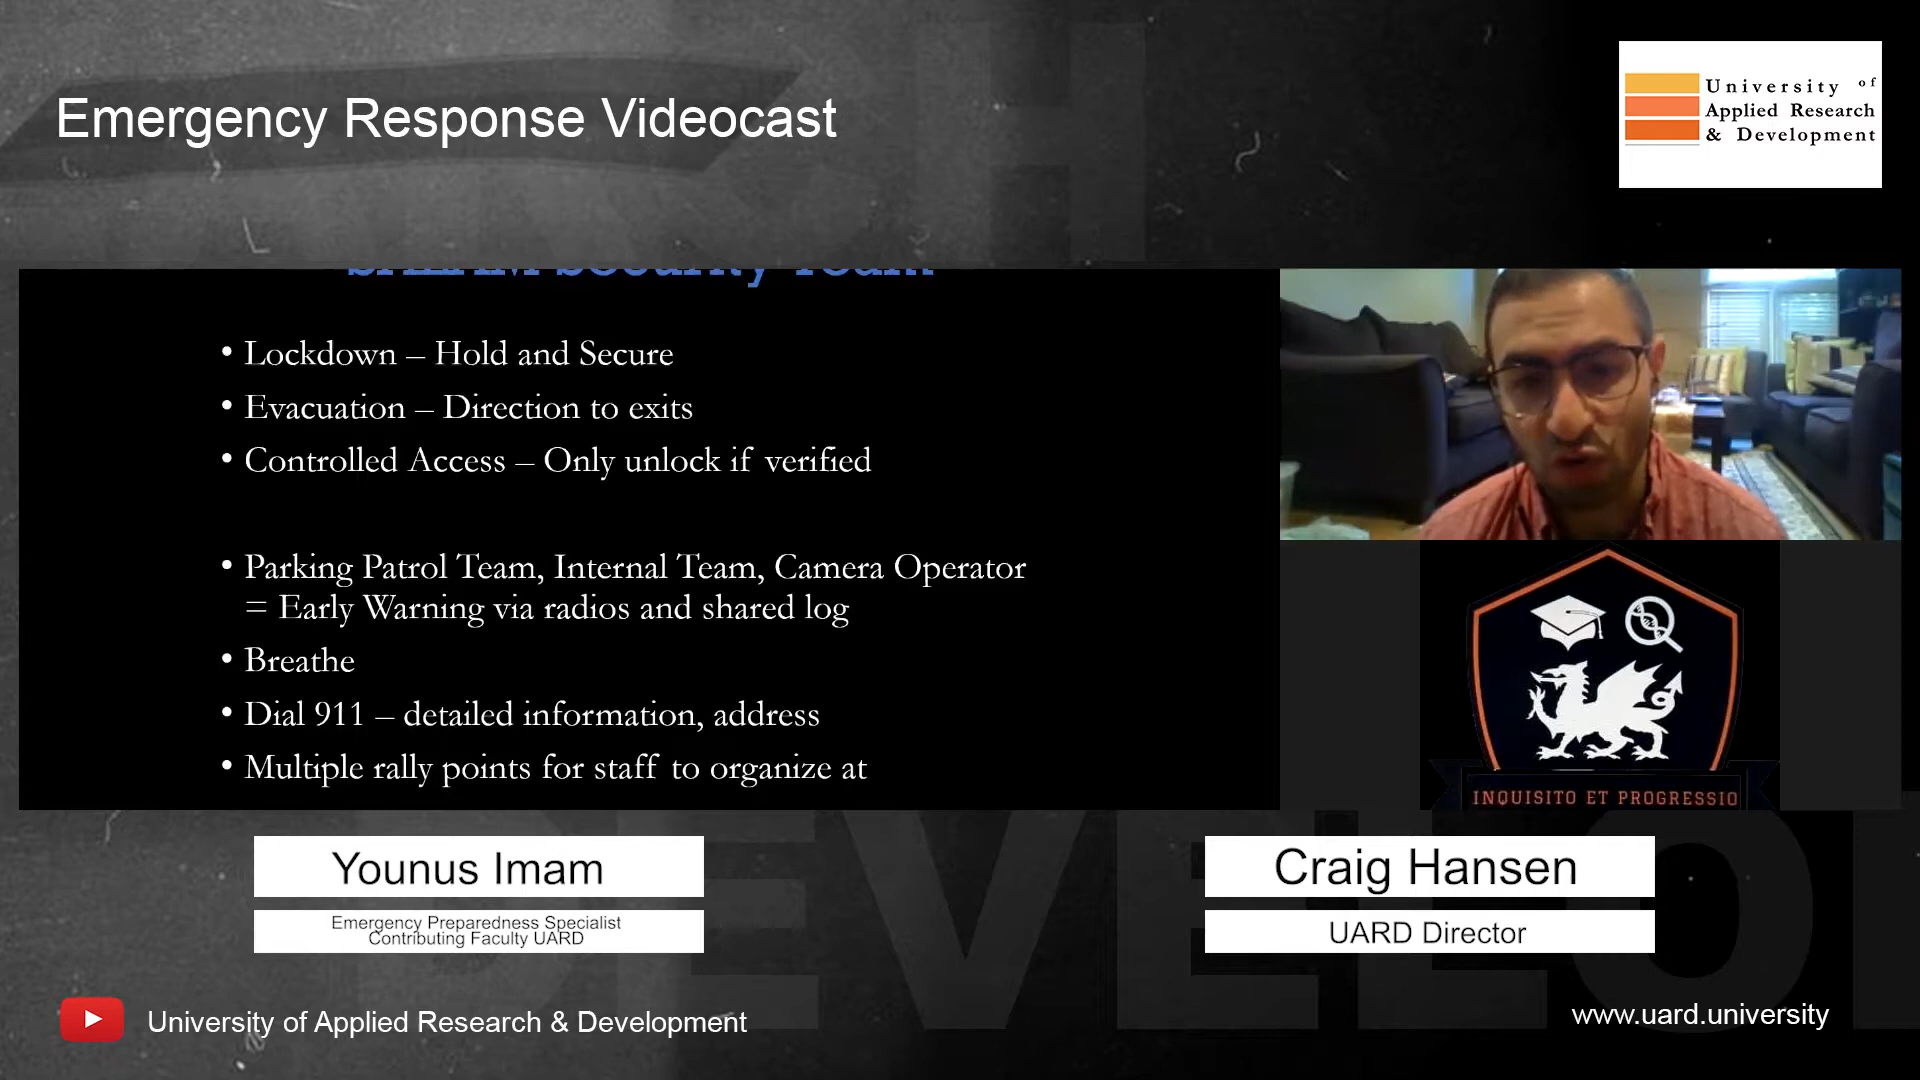 Emergency Response Videocast
University of
Applied Research
& Development
Security Team
• Lockdown – Hold and Secure
• Evacuation – Direction to exits
• Controlled Access – Only unlock if verified
• Parking Patrol Team, Internal Team, Camera Operator
= Early Warning via radios and shared log
• Breathe
• Dial 911 – detailed information, address
• Multiple rally points for staff to organize at
INQUISITO ET PROGRESSIO
Younus Imam
Emergency Preparedness Specialist
Contributing Faculty UARD
Craig Hansen
UARD Director
University of Applied Research & Development
www.uard.university